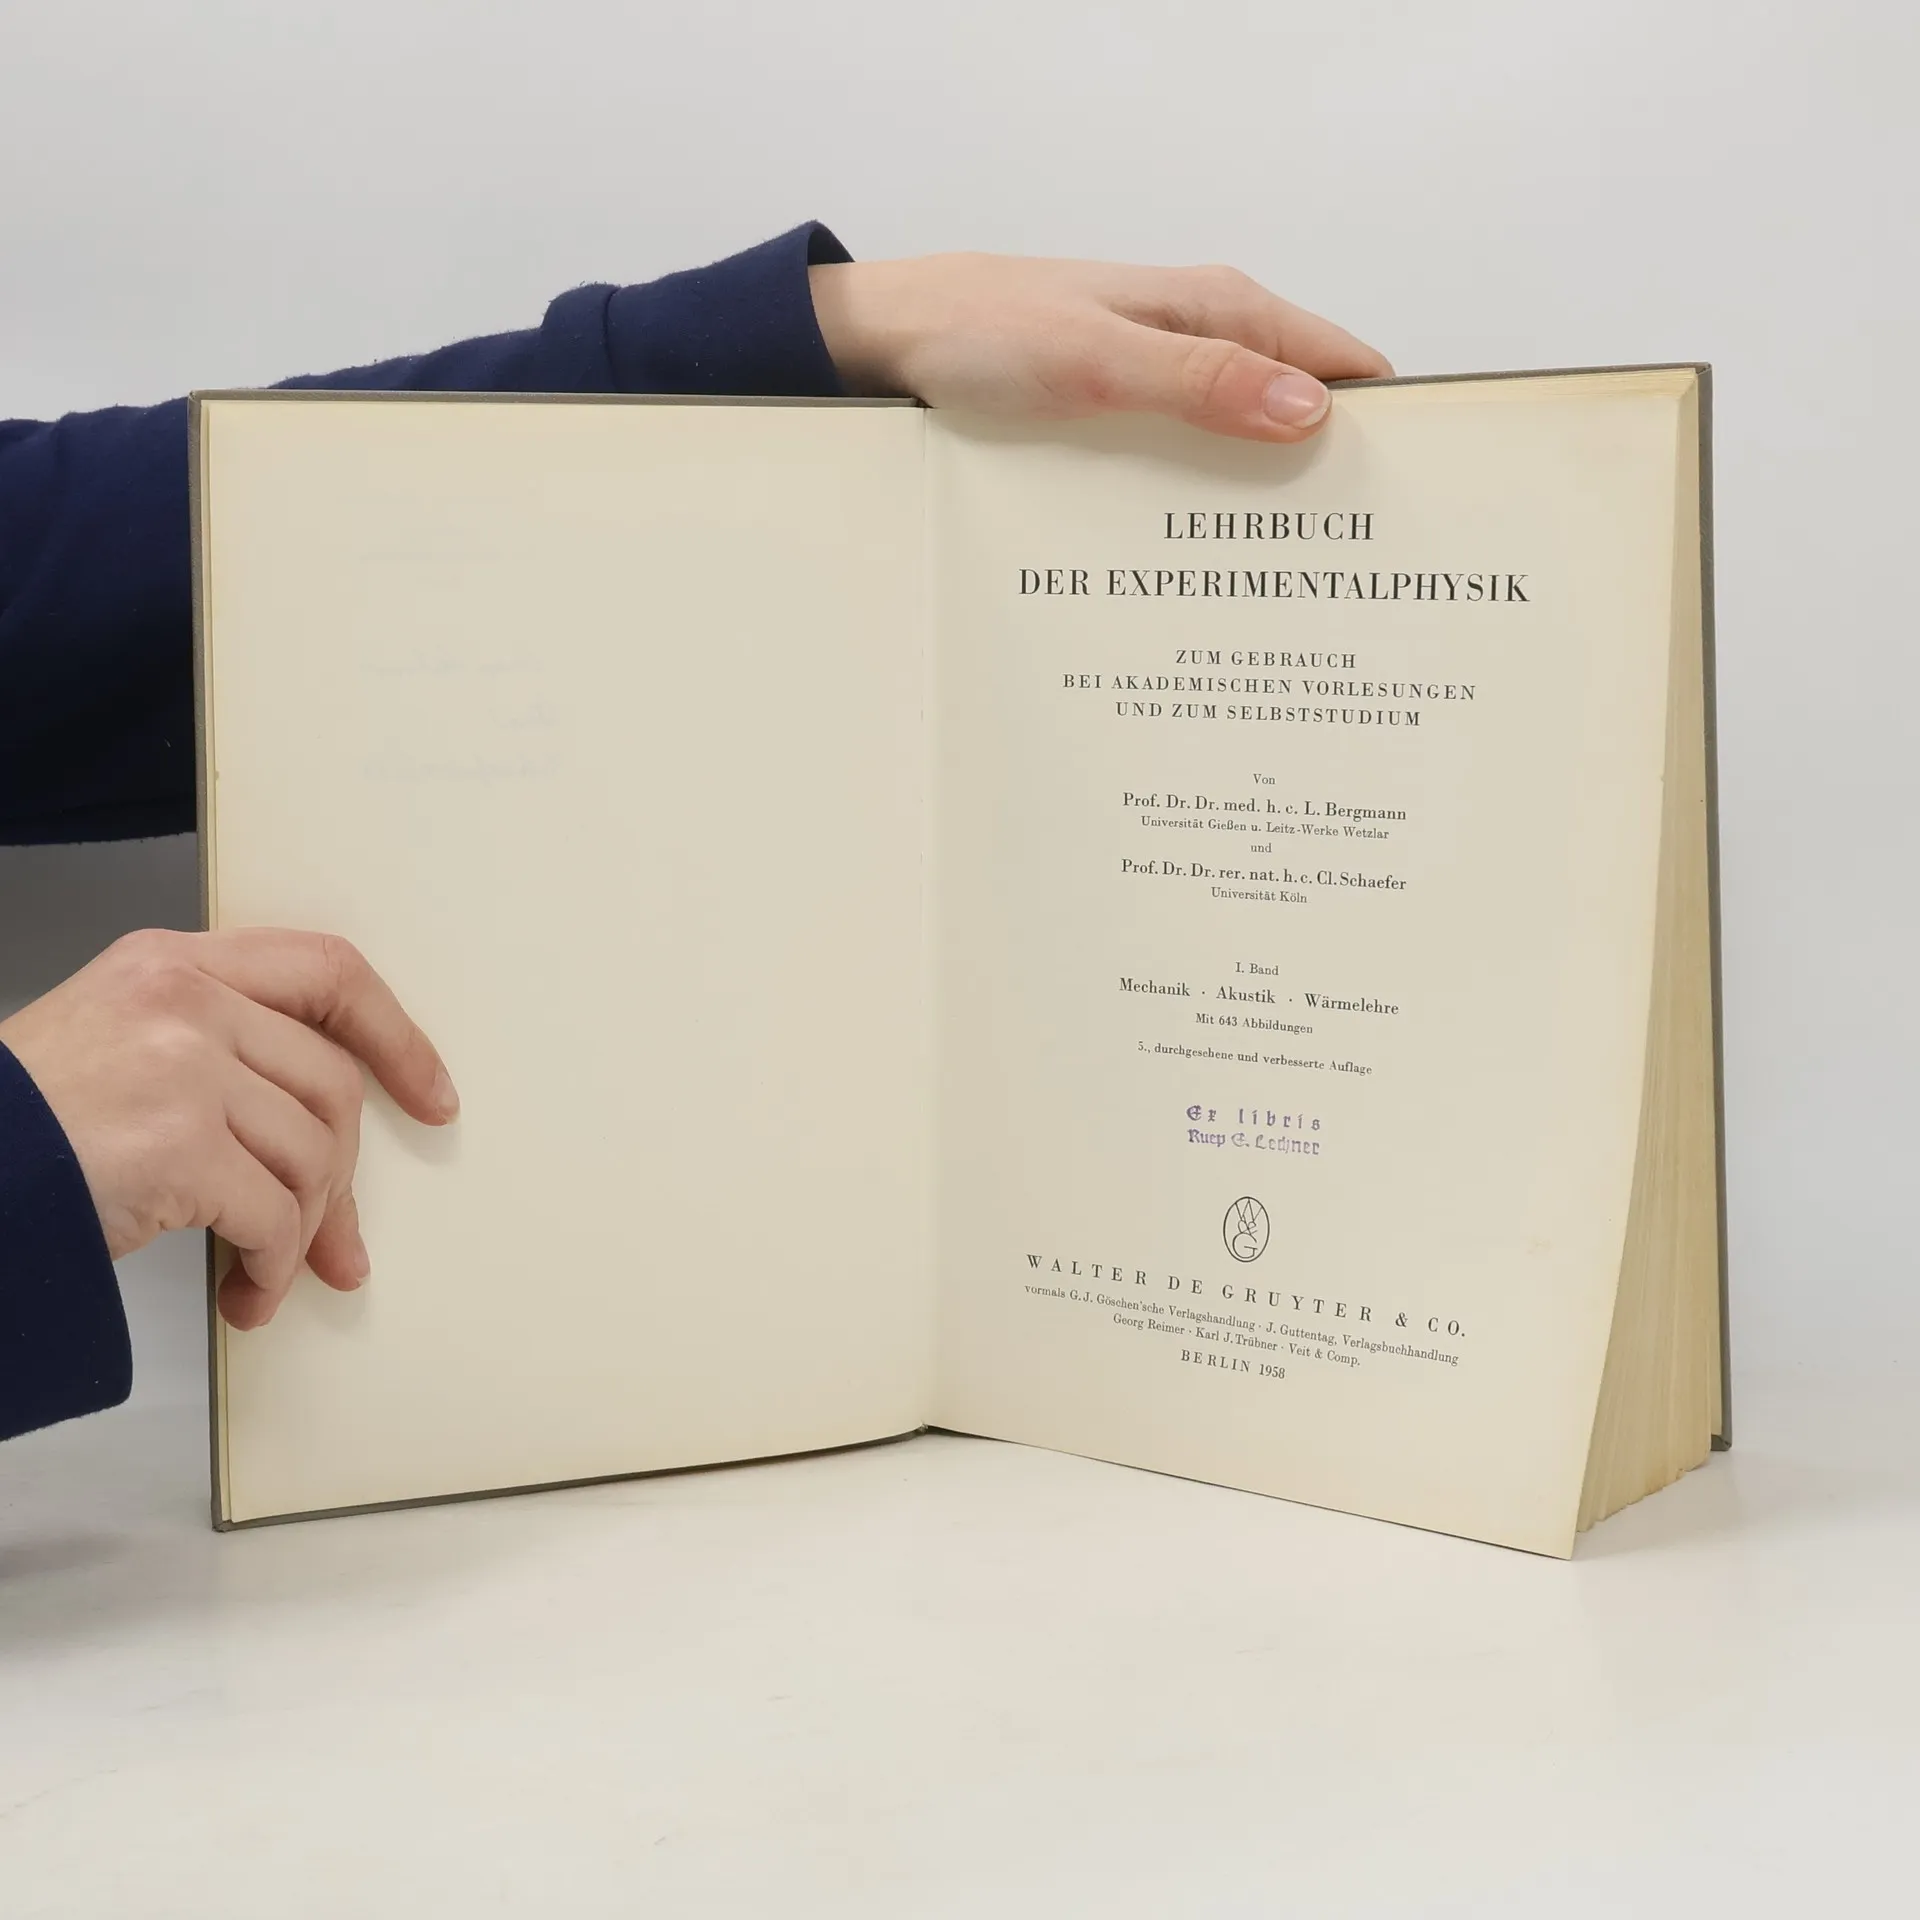 LEHRBUCH
DER EXPERIMENTALPHYSIK
ZUM GEBRAUCH
BEI AKADEMISCHEN VORLESUNGEN
UND ZUM SELBSTSTUDIUM
Von
Prof. Dr. Dr. med. h. c. L. Bergmann
Universität Gießen u. Leitz-Werke Wetzlar
und
Prof. Dr. Dr. rer. nat. h. c. Cl. Schaefer
Universität Köln
I. Band
Mechanik · Akustik · Wärmelehre
Mit 643 Abbildungen
5., durchgesehene und verbesserte Auflage
Ex libris
Ruep E. Lechner
W & G
WALTER DE GRUYTER & CO.
vormals G. J. Göschen'sche Verlagshandlung · J. Guttentag, Verlagsbuchhandlung
Georg Reimer · Karl J. Trübner · Veit & Comp.
BERLIN 1958